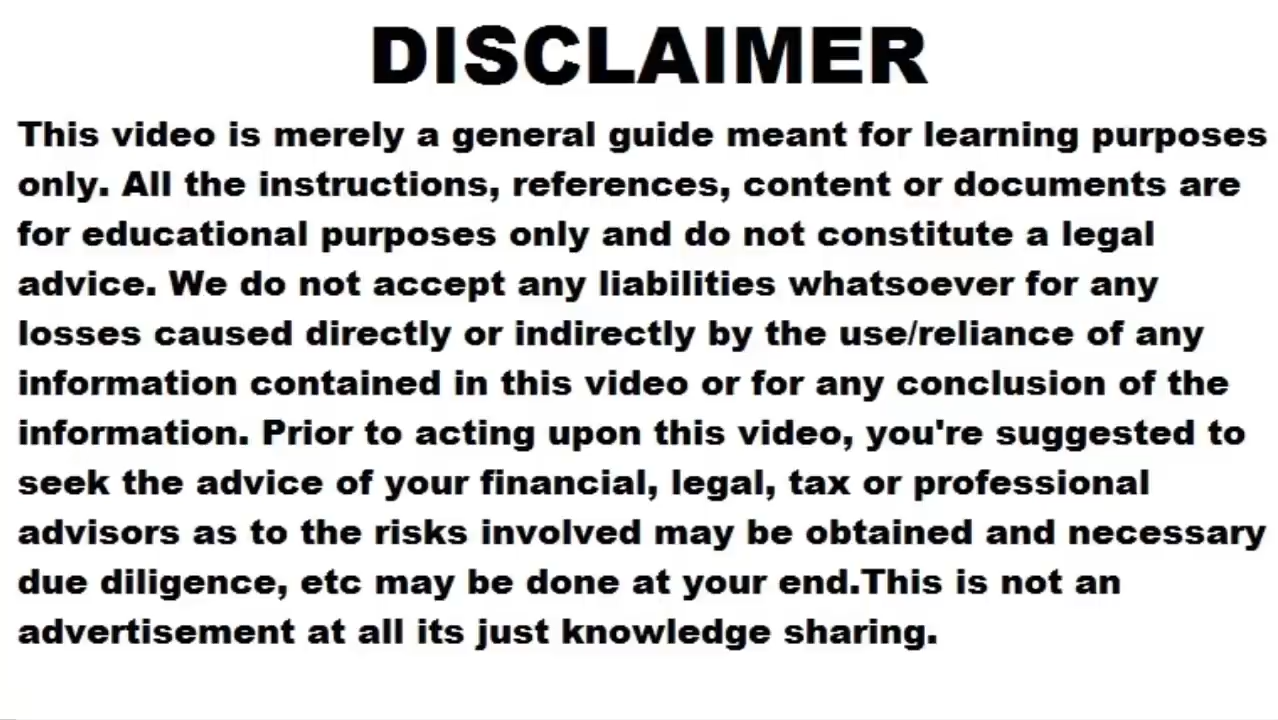 DISCLAIMER
This video is merely a general guide meant for learning purposes
only. All the instructions, references, content or documents are
for educational purposes only and do not constitute a legal
advice. We do not accept any liabilities whatsoever for any
losses caused directly or indirectly by the use/reliance of any
information contained in this video or for any conclusion of the
information. Prior to acting upon this video, you're suggested to
seek the advice of your financial, legal, tax or professional
advisors as to the risks involved may be obtained and necessary
due diligence, etc may be done at your end.This is not an
advertisement at all its just knowledge sharing.